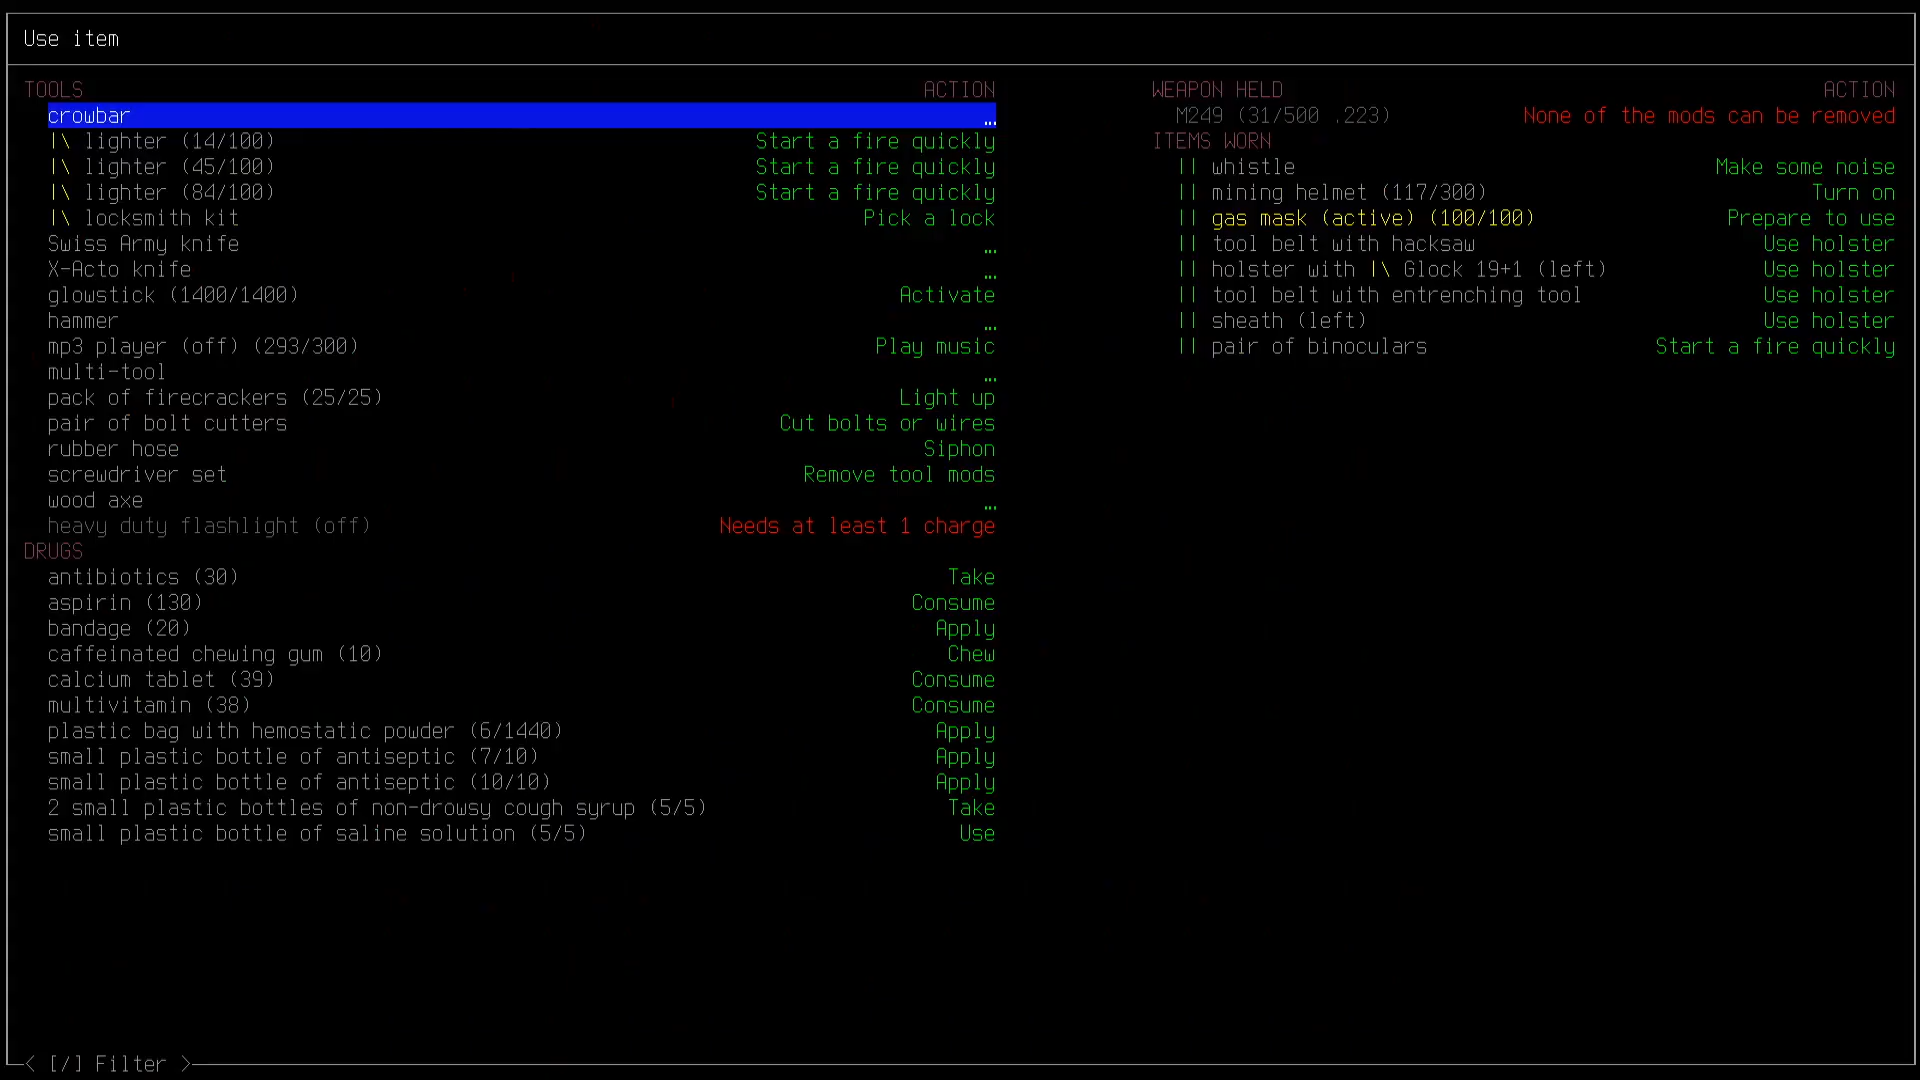 Use item
TOOLS ACTION
crowbar ...
|\ lighter (14/100) Start a fire quickly
|\ lighter (45/100) Start a fire quickly
|\ lighter (84/100) Start a fire quickly
|\ locksmith kit Pick a lock
Swiss Army knife ...
X-Acto knife ...
glowstick (1400/1400) Activate
hammer ...
mp3 player (off) (293/300) Play music
multi-tool ...
pack of firecrackers (25/25) Light up
pair of bolt cutters Cut bolts or wires
rubber hose Siphon
screwdriver set Remove tool mods
wood axe ...
heavy duty flashlight (off) Needs at least 1 charge
DRUGS
antibiotics (30) Take
aspirin (130) Consume
bandage (20) Apply
caffeinated chewing gum (10) Chew
calcium tablet (39) Consume
multivitamin (38) Consume
plastic bag with hemostatic powder (6/1440) Apply
small plastic bottle of antiseptic (7/10) Apply
small plastic bottle of antiseptic (10/10) Apply
2 small plastic bottles of non-drowsy cough syrup (5/5) Take
small plastic bottle of saline solution (5/5) Use
WEAPON HELD ACTION
M249 (31/500 .223) None of the mods can be removed
ITEMS WORN
|| whistle Make some noise
|| mining helmet (117/300) Turn on
|| gas mask (active) (100/100) Prepare to use
|| tool belt with hacksaw Use holster
|| holster with |\ Glock 19+1 (left) Use holster
|| tool belt with entrenching tool Use holster
|| sheath (left) Use holster
|| pair of binoculars Start a fire quickly
< [/] Filter >